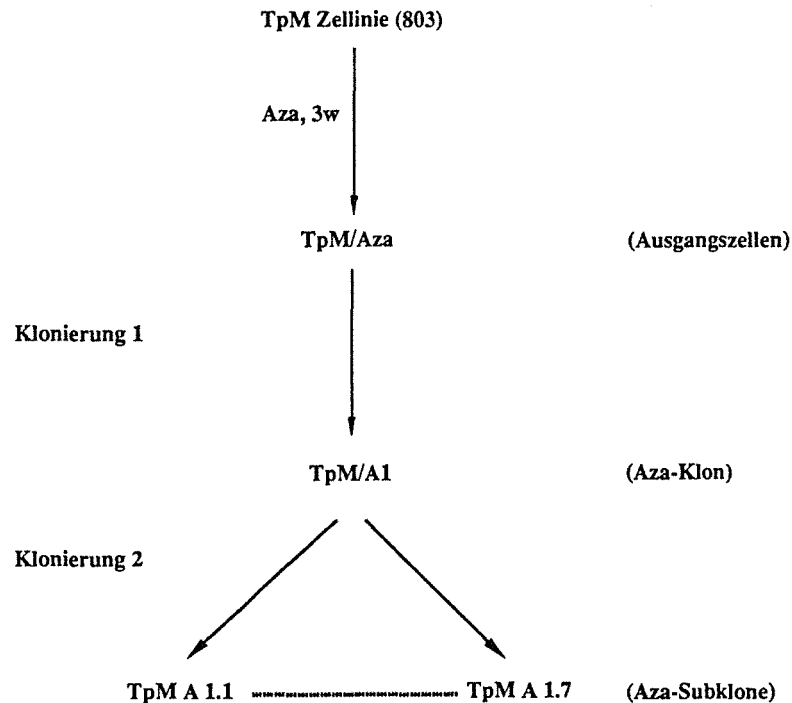 TpM Zellinie (803)
Aza, 3w
TpM/Aza (Ausgangszellen)
Klonierung 1
TpM/A1 (Aza-Klon)
Klonierung 2
TpM A 1.1 TpM A 1.7 (Aza-Subklone)